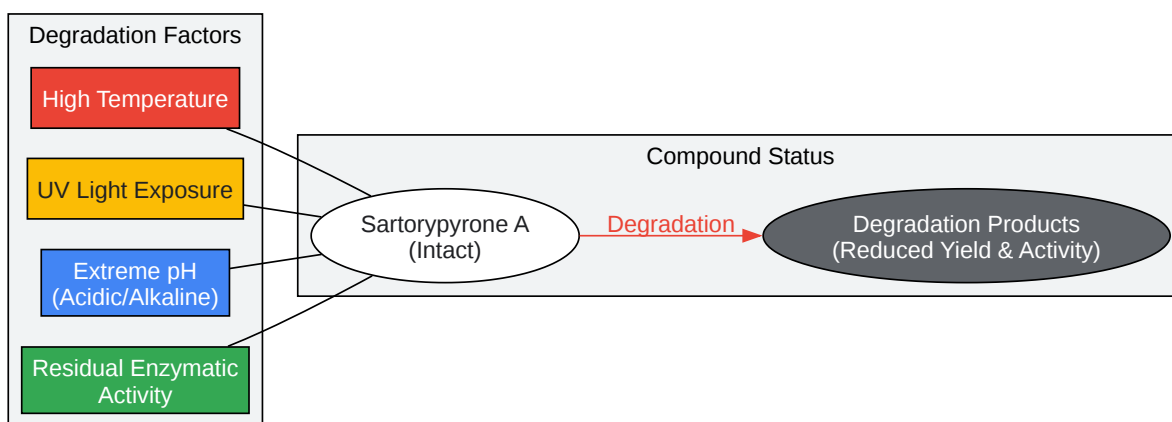 Degradation Factors
High Temperature
UV Light Exposure
Extreme pH
(Acidic/Alkaline)
Residual Enzymatic
Activity
Compound Status
Sartorypyrone A
(Intact)
Degradation
Degradation Products
(Reduced Yield & Activity)